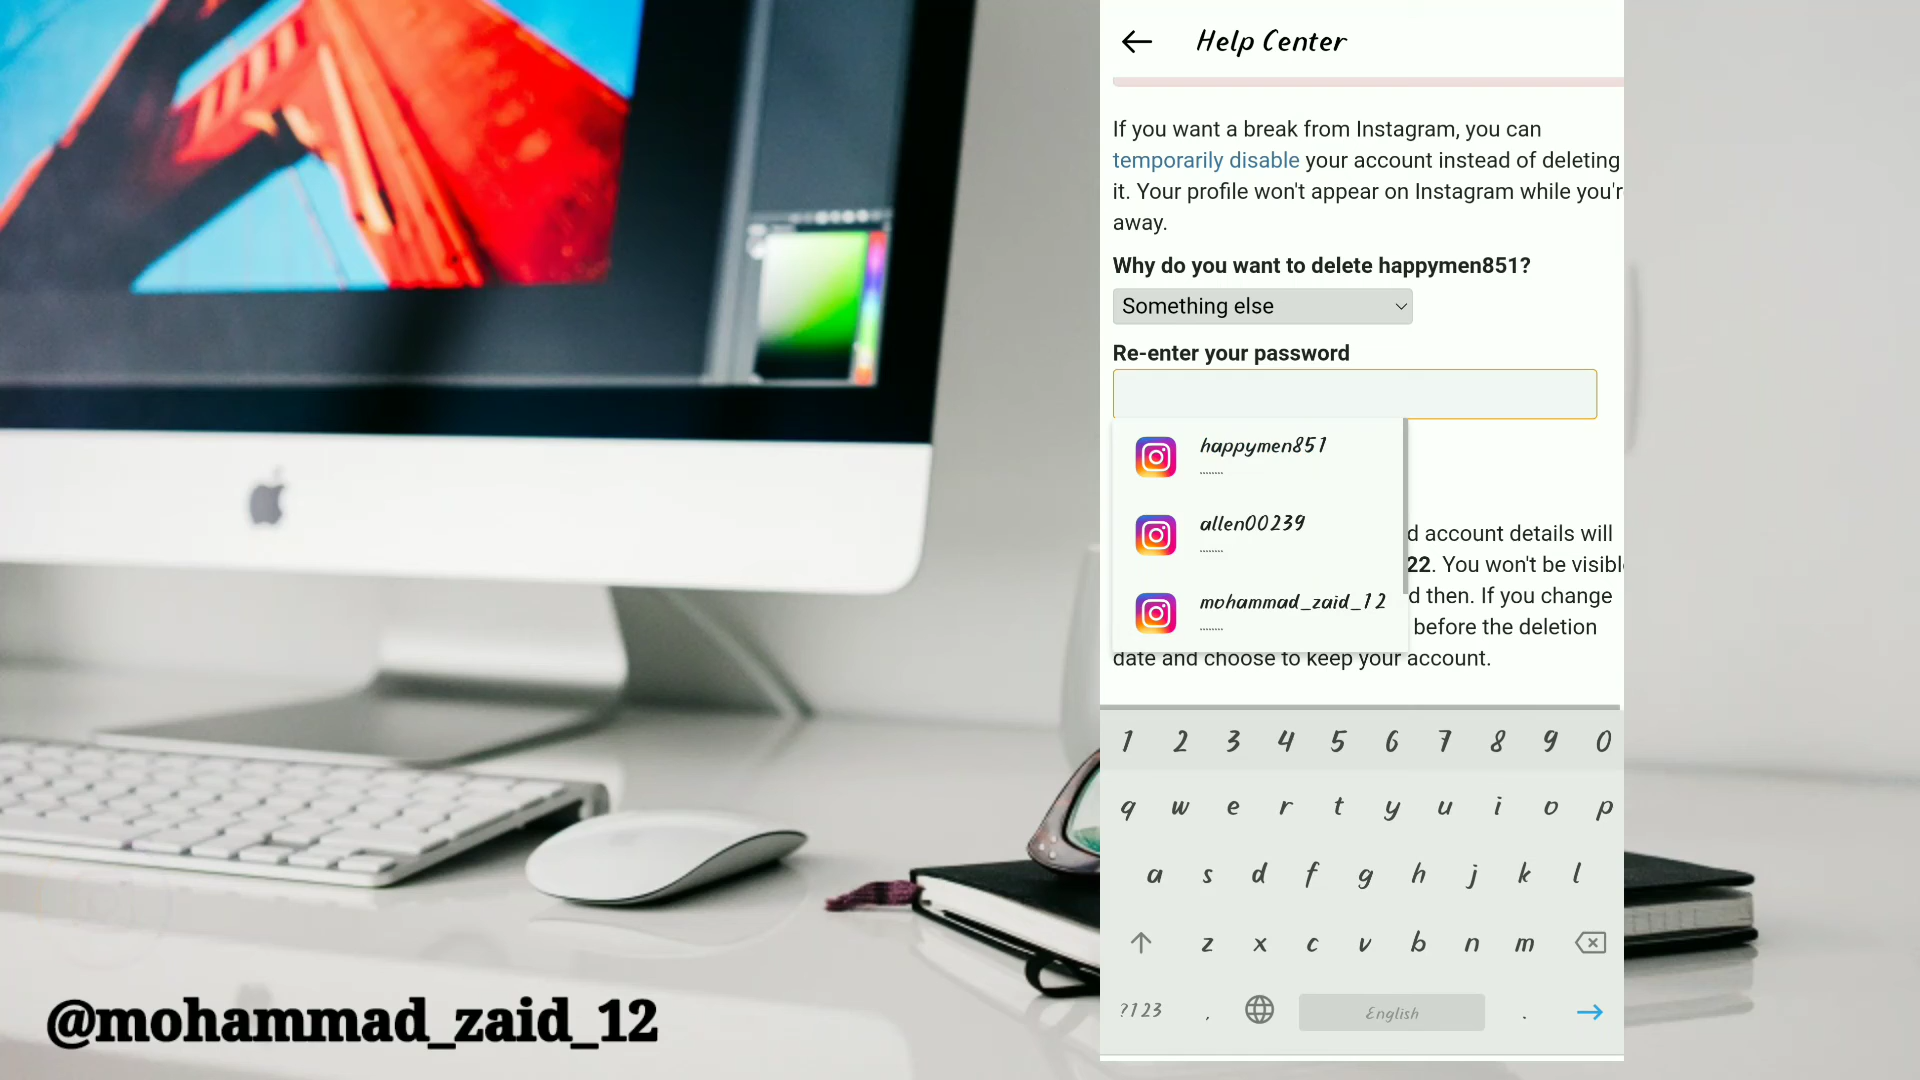 Help Center
If you want a break from Instagram, you can
temporarily disable your account instead of deleting
it. Your profile won't appear on Instagram while you'r
away.
Why do you want to delete happymen851?
Something else
Re-enter your password
happymen851
allen00239
mohammad_zaid_12
d account details will
22. You won't be visibl
d then. If you change
before the deletion
date and choose to keep your account.
1 2 3 4 5 6 7 8 9 0
q w e r t y u i o p
a s d f g h j k l
z x c v b n m
?123 , English .
@mohammad_zaid_12